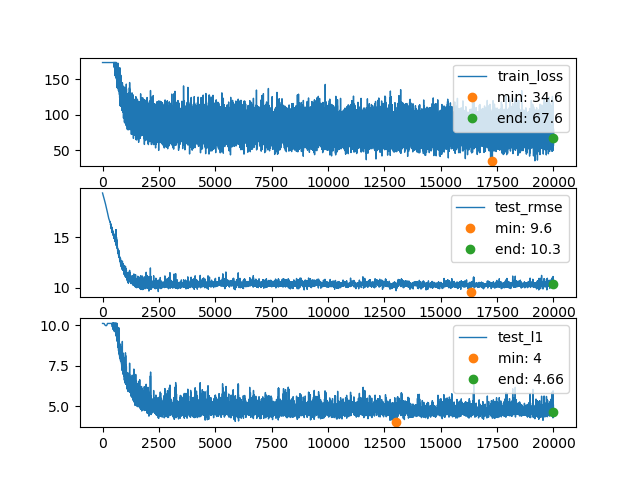 150
100
50
train_loss
min: 34.6
end: 67.6
0 2500 5000 7500 10000 12500 15000 17500 20000
15
10
test_rmse
min: 9.6
end: 10.3
0 2500 5000 7500 10000 12500 15000 17500 20000
10.0
7.5
5.0
test_l1
min: 4
end: 4.66
0 2500 5000 7500 10000 12500 15000 17500 20000